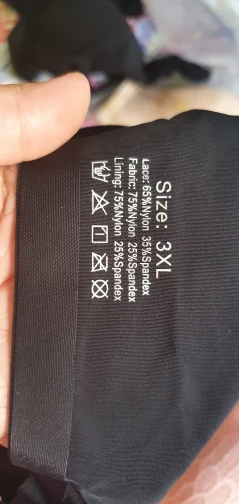 Size: 3XL
Lace: 65%Nylon 35%Spandex
Fabric: 75%Nylon 25%Spandex
Lining: 75%Nylon 25%Spandex